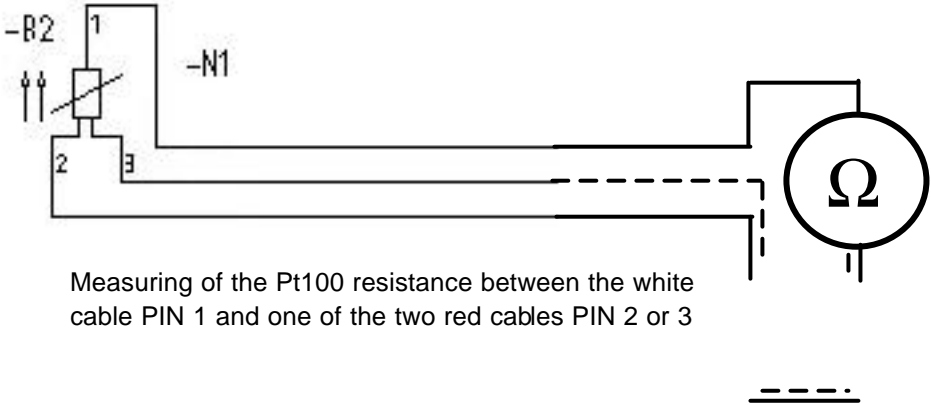 -B2
1
-N1
2
3
Ω
Measuring of the Pt100 resistance between the white
cable PIN 1 and one of the two red cables PIN 2 or 3